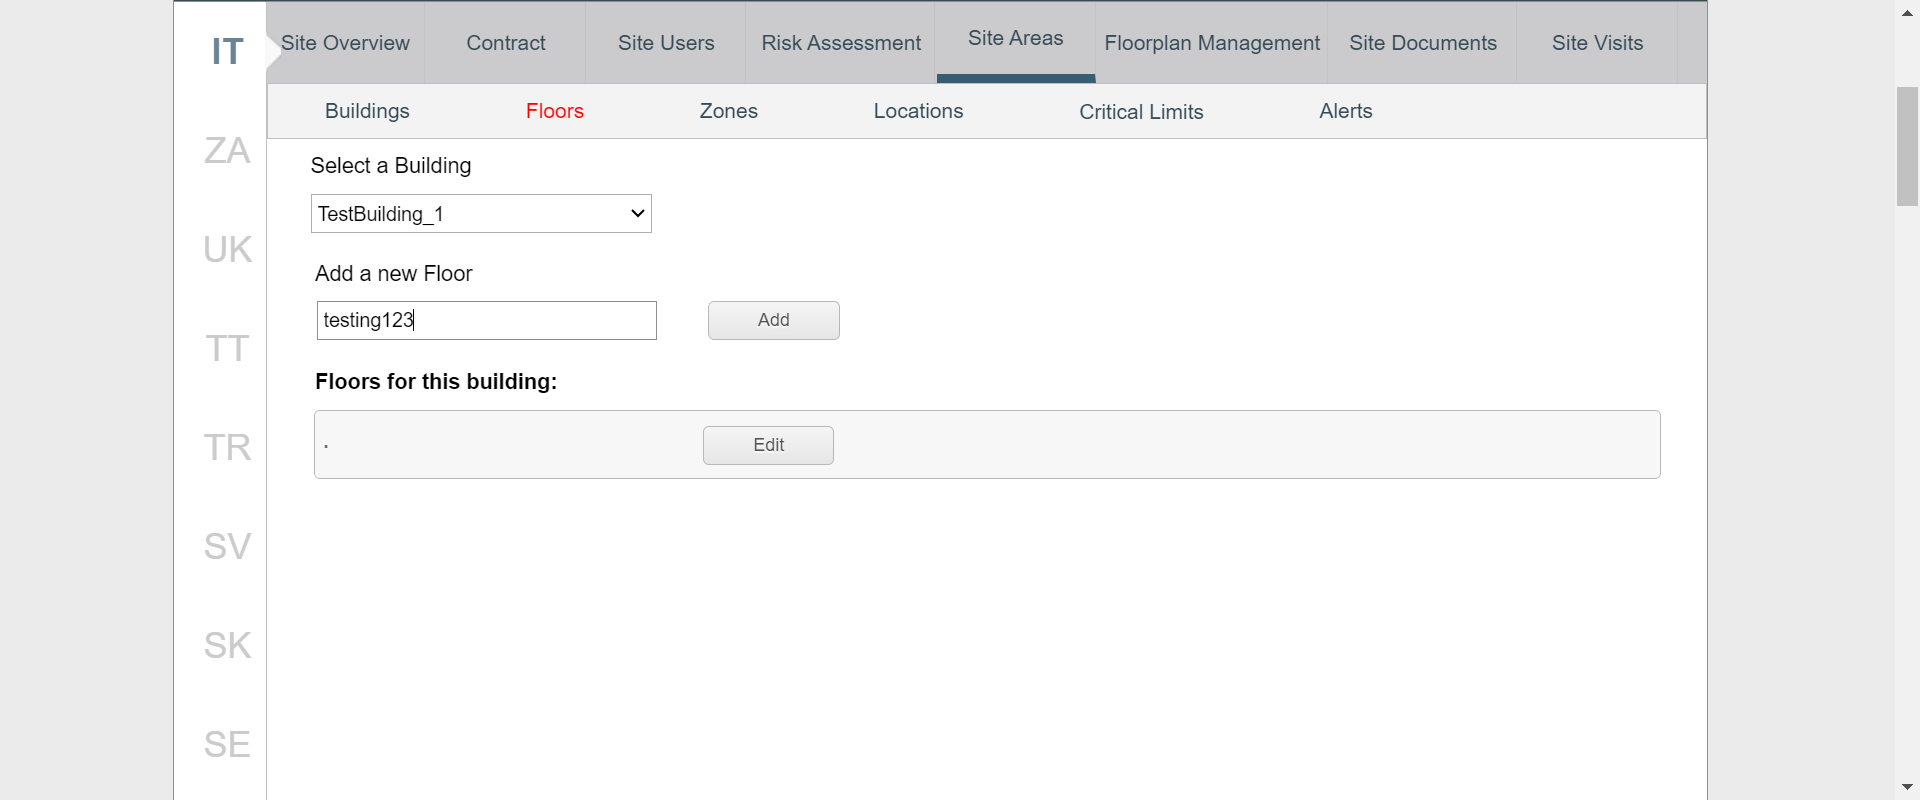 IT
Site Overview Contract Site Users Risk Assessment Site Areas Floorplan Management Site Documents Site Visits
Buildings Floors Zones Locations Critical Limits Alerts
ZA
UK
TT
TR
SV
SK
SE
Select a Building
TestBuilding_1
Add a new Floor
testing123 Add
Floors for this building:
. Edit